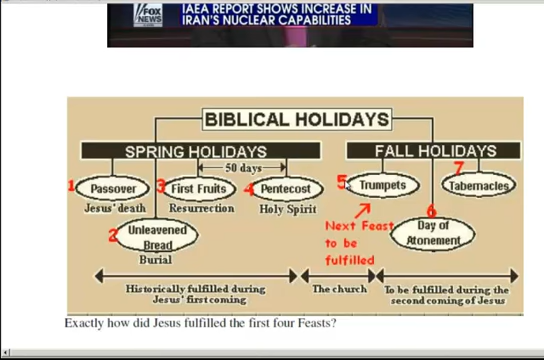 FOX
NEWS
IAEA REPORT SHOWS INCREASE IN
IRAN'S NUCLEAR CAPABILITIES
BIBLICAL HOLIDAYS
SPRING HOLIDAYS
FALL HOLIDAYS
50 days
1 Passover
Jesus' death
3 First Fruits
Resurrection
4 Pentecost
Holy Spirit
5 Trumpets
7 Tabernacles
2 Unleavened
Bread
Burial
Next Feast
to be
fulfilled
6
Day of
Atonement
Historically fulfilled during
Jesus' first coming
The church
To be fulfilled during the
second coming of Jesus
Exactly how did Jesus fulfilled the first four Feasts?